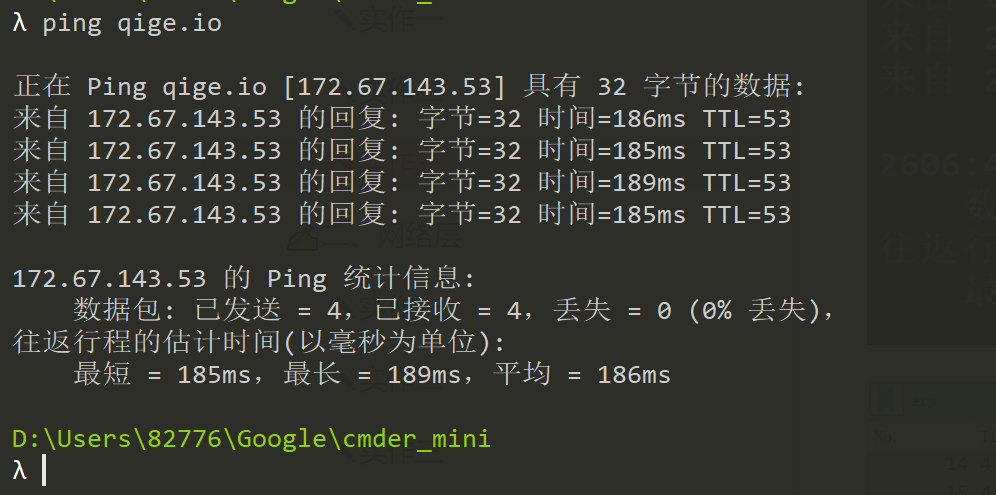 λ ping qige.io
正在 Ping qige.io [172.67.143.53] 具有 32 字节的数据:
来自 172.67.143.53 的回复: 字节=32 时间=186ms TTL=53
来自 172.67.143.53 的回复: 字节=32 时间=185ms TTL=53
来自 172.67.143.53 的回复: 字节=32 时间=189ms TTL=53
来自 172.67.143.53 的回复: 字节=32 时间=185ms TTL=53
二、网络层
172.67.143.53 的 Ping 统计信息:
数据包: 已发送 = 4，已接收 = 4，丢失 = 0 (0% 丢失)，
往返行程的估计时间(以毫秒为单位):
最短 = 185ms，最长 = 189ms，平均 = 186ms
D:\Users\82776\Google\cmder_mini
λ